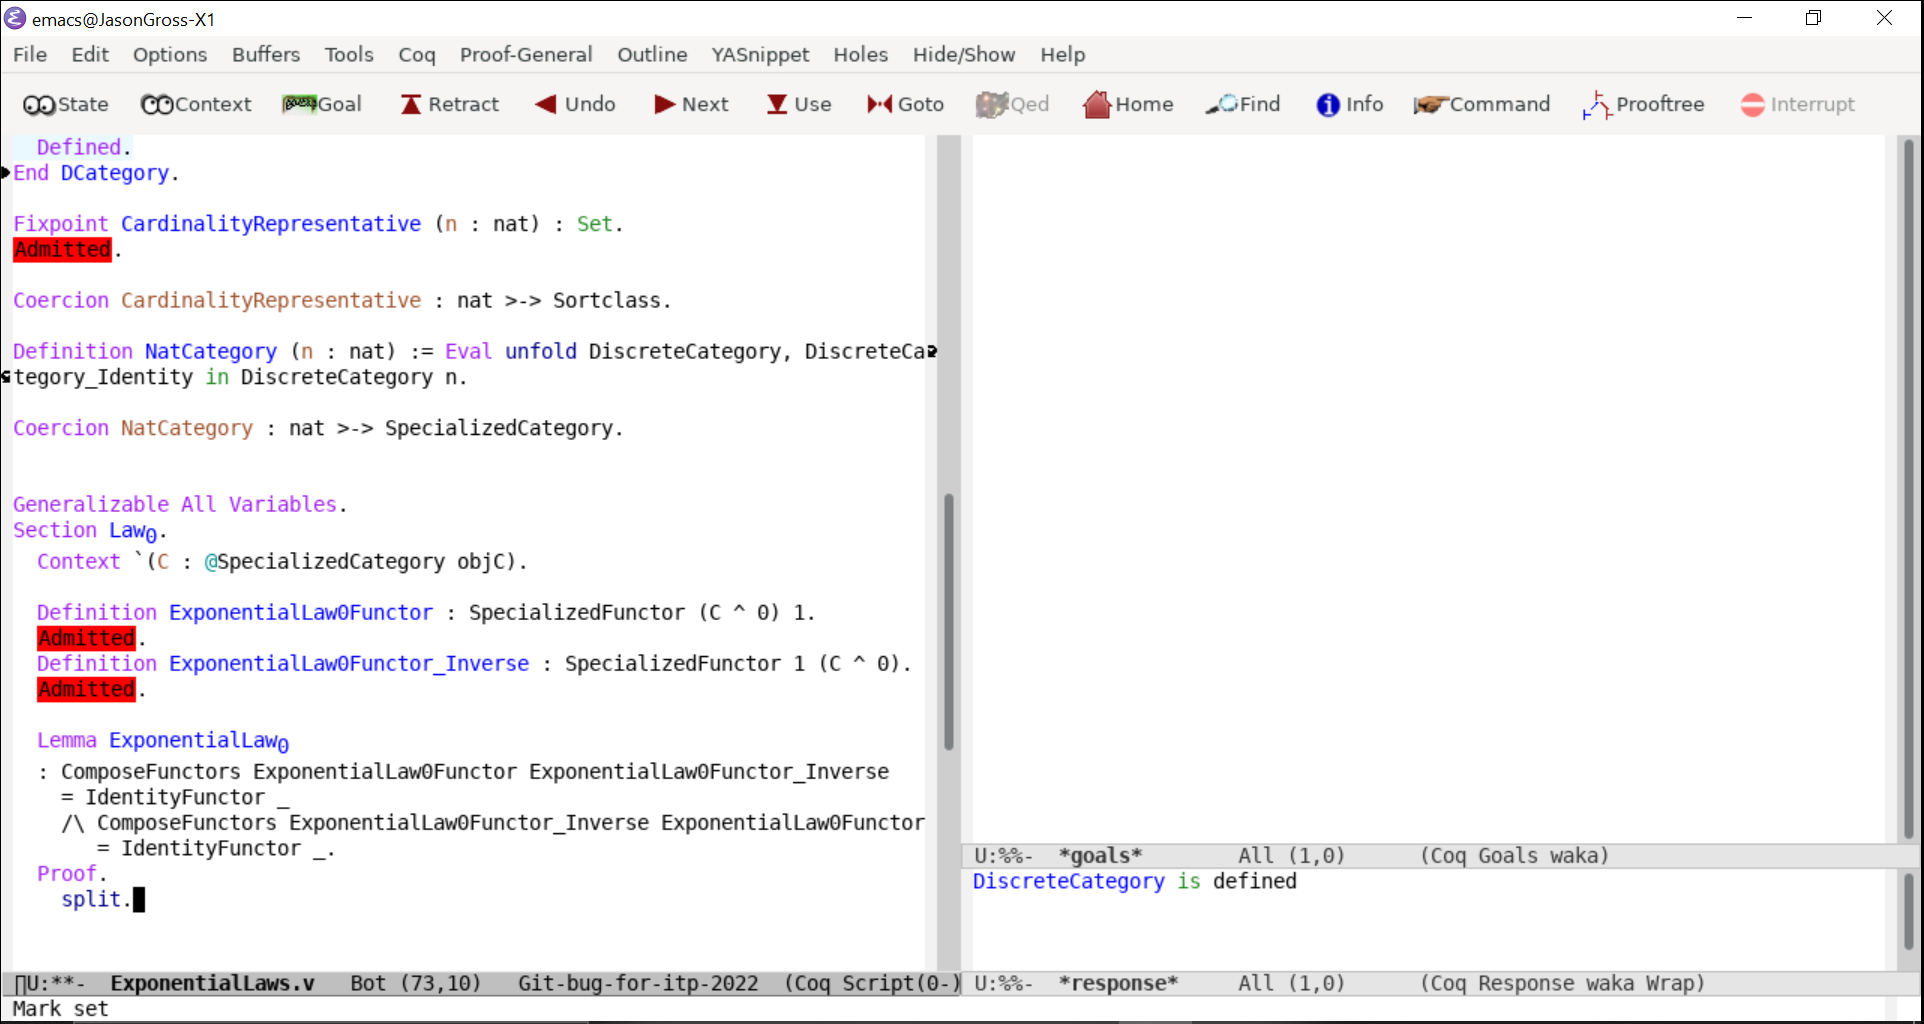 emacs@JasonGross-X1
File Edit Options Buffers Tools Coq Proof-General Outline YASnippet Holes Hide/Show Help
State Context Goal Retract Undo Next Use Goto Qed Home Find Info Command Prooftree Interrupt
Defined.
End DCategory.
Fixpoint CardinalityRepresentative (n : nat) : Set.
Admitted.
Coercion CardinalityRepresentative : nat >-> Sortclass.
Definition NatCategory (n : nat) := Eval unfold DiscreteCategory, DiscreteCa
tegory_Identity in DiscreteCategory n.
Coercion NatCategory : nat >-> SpecializedCategory.
Generalizable All Variables.
Section Law₀.
Context `(C : @SpecializedCategory objC).
Definition ExponentialLaw0Functor : SpecializedFunctor (C ^ 0) 1.
Admitted.
Definition ExponentialLaw0Functor_Inverse : SpecializedFunctor 1 (C ^ 0).
Admitted.
Lemma ExponentialLaw₀
: ComposeFunctors ExponentialLaw0Functor ExponentialLaw0Functor_Inverse
= IdentityFunctor _
/\ ComposeFunctors ExponentialLaw0Functor_Inverse ExponentialLaw0Functor
= IdentityFunctor _.
Proof.
split.
U:**- ExponentialLaws.v Bot (73,10) Git-bug-for-itp-2022 (Coq Script(0-)
Mark set
U:%%- *goals* All (1,0) (Coq Goals waka)
DiscreteCategory is defined
U:%%- *response* All (1,0) (Coq Response waka Wrap)